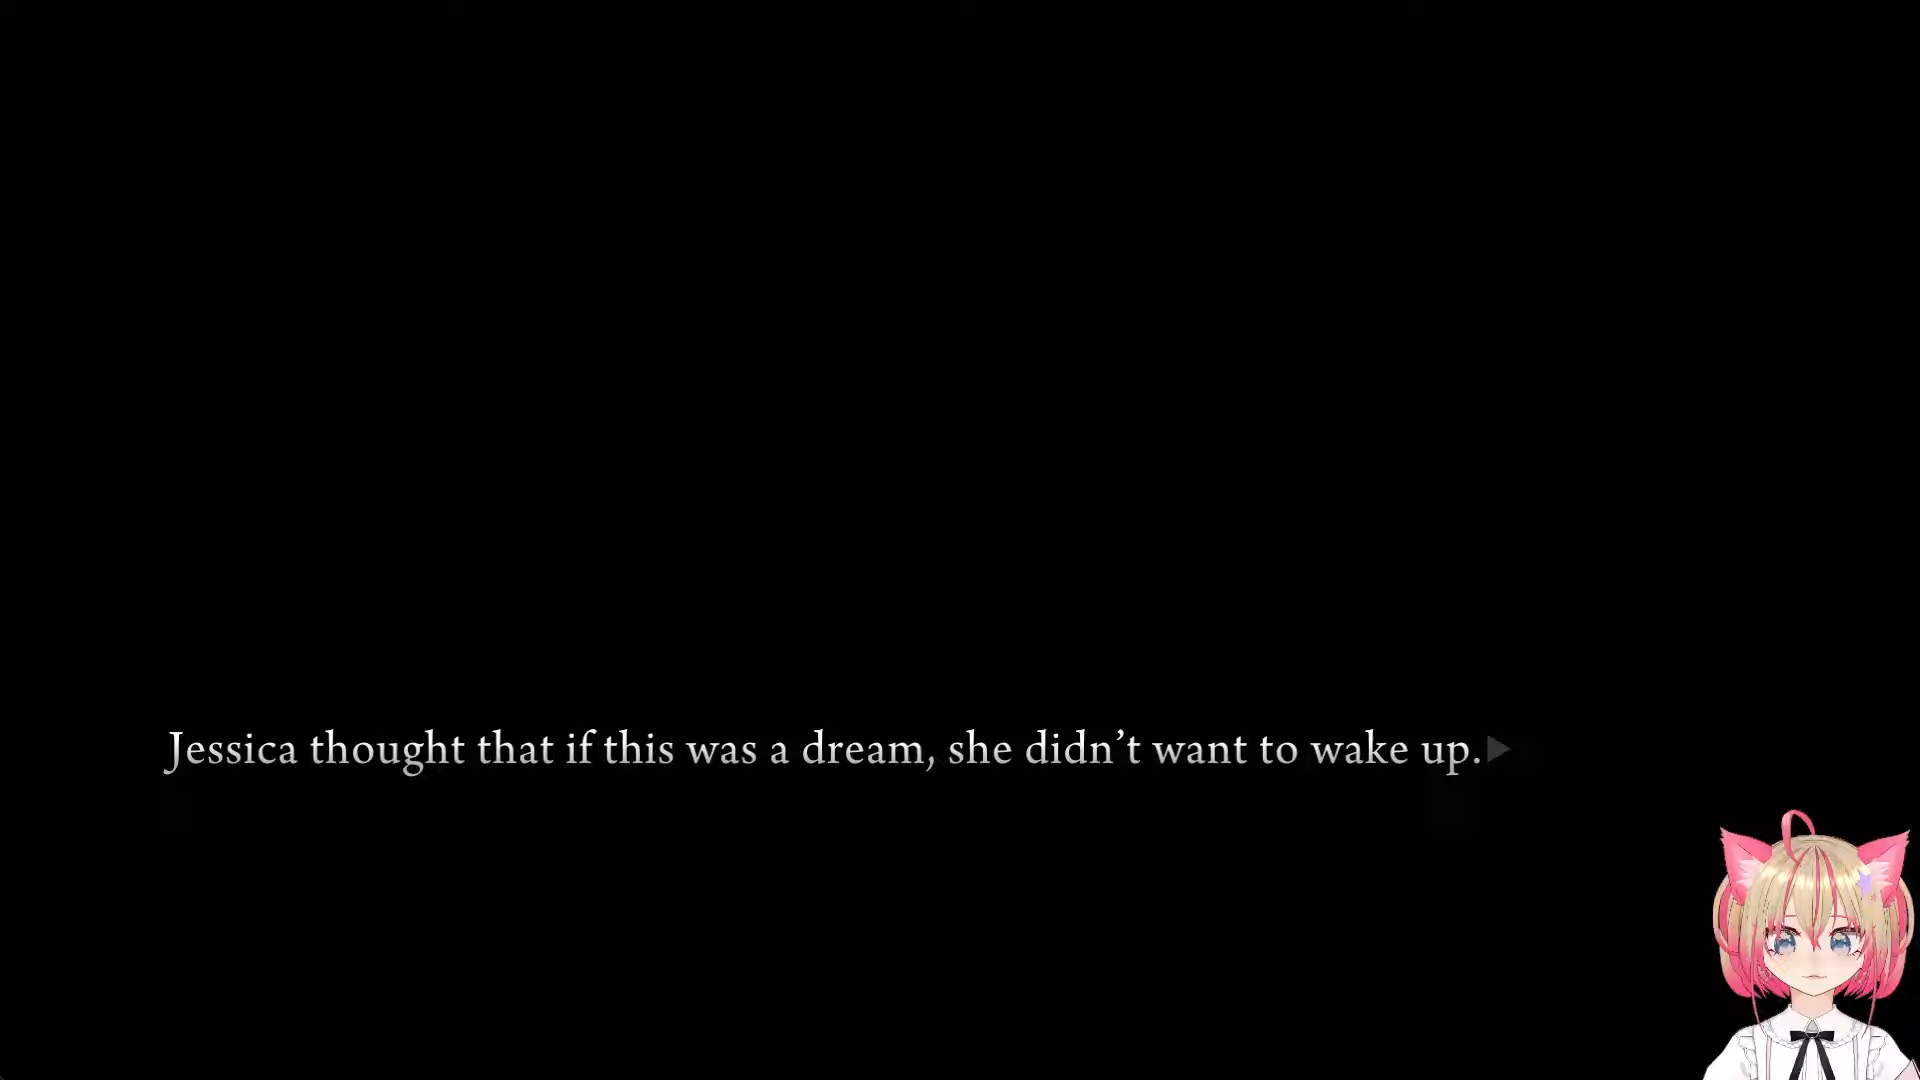 Jessica thought that if this was a dream, she didn’t want to wake up.